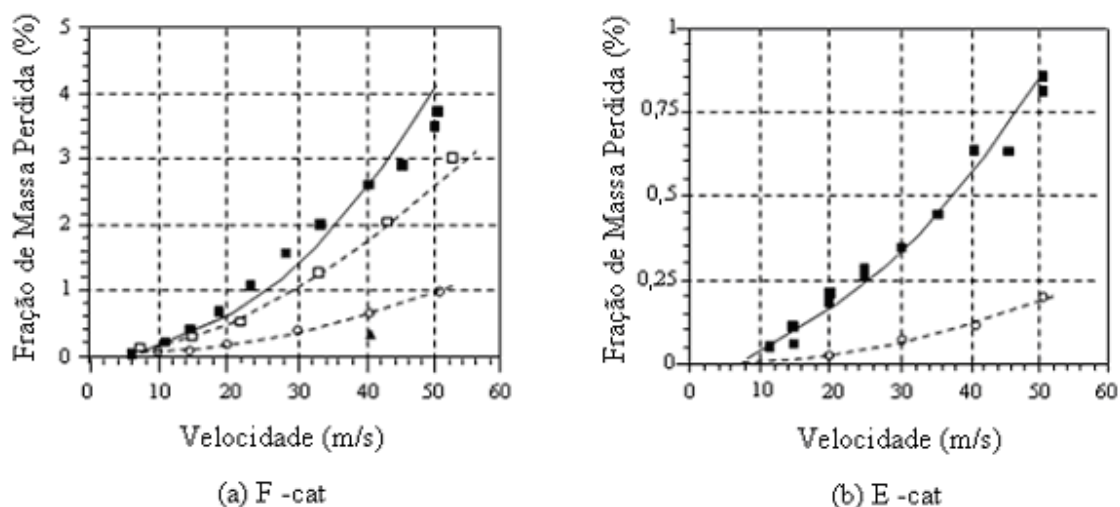 Fração de Massa Perdida (%)
5
4
3
2
1
0
0 10 20 30 40 50 60
Velocidade (m/s)
(a) F -cat
Fração de Massa Perdida (%)
1
0,75
0,5
0,25
0
10 20 30 40 50 60
Velocidade (m/s)
(b) E -cat